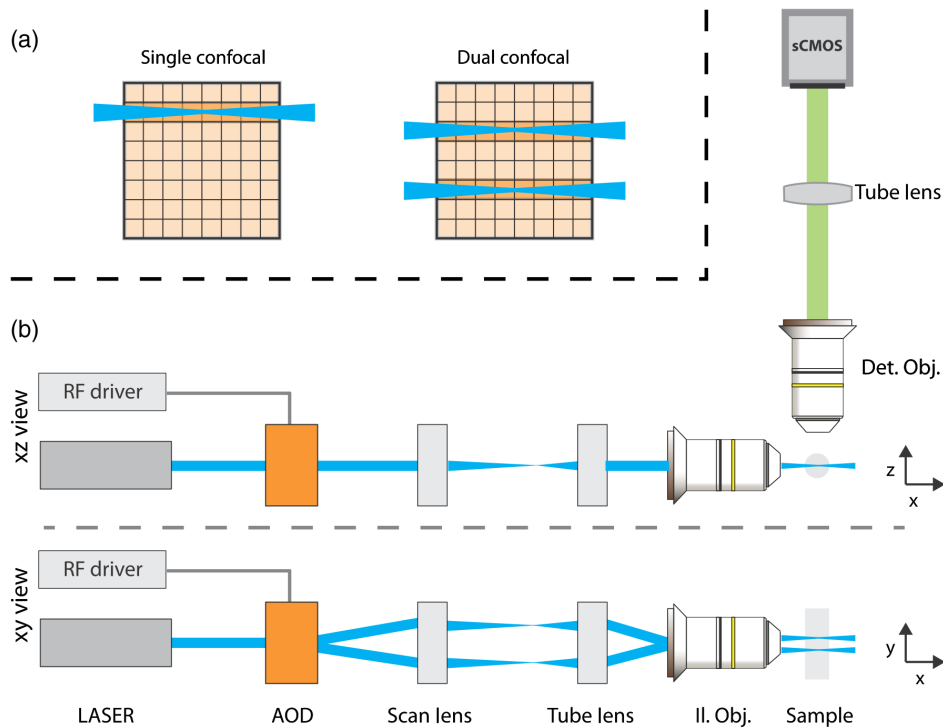 (a)
Single confocal
Dual confocal
sCMOS
Tube lens
Det. Obj.
(b)
xz view
RF driver
z
x
xy view
RF driver
y
x
LASER
AOD
Scan lens
Tube lens
Il. Obj.
Sample